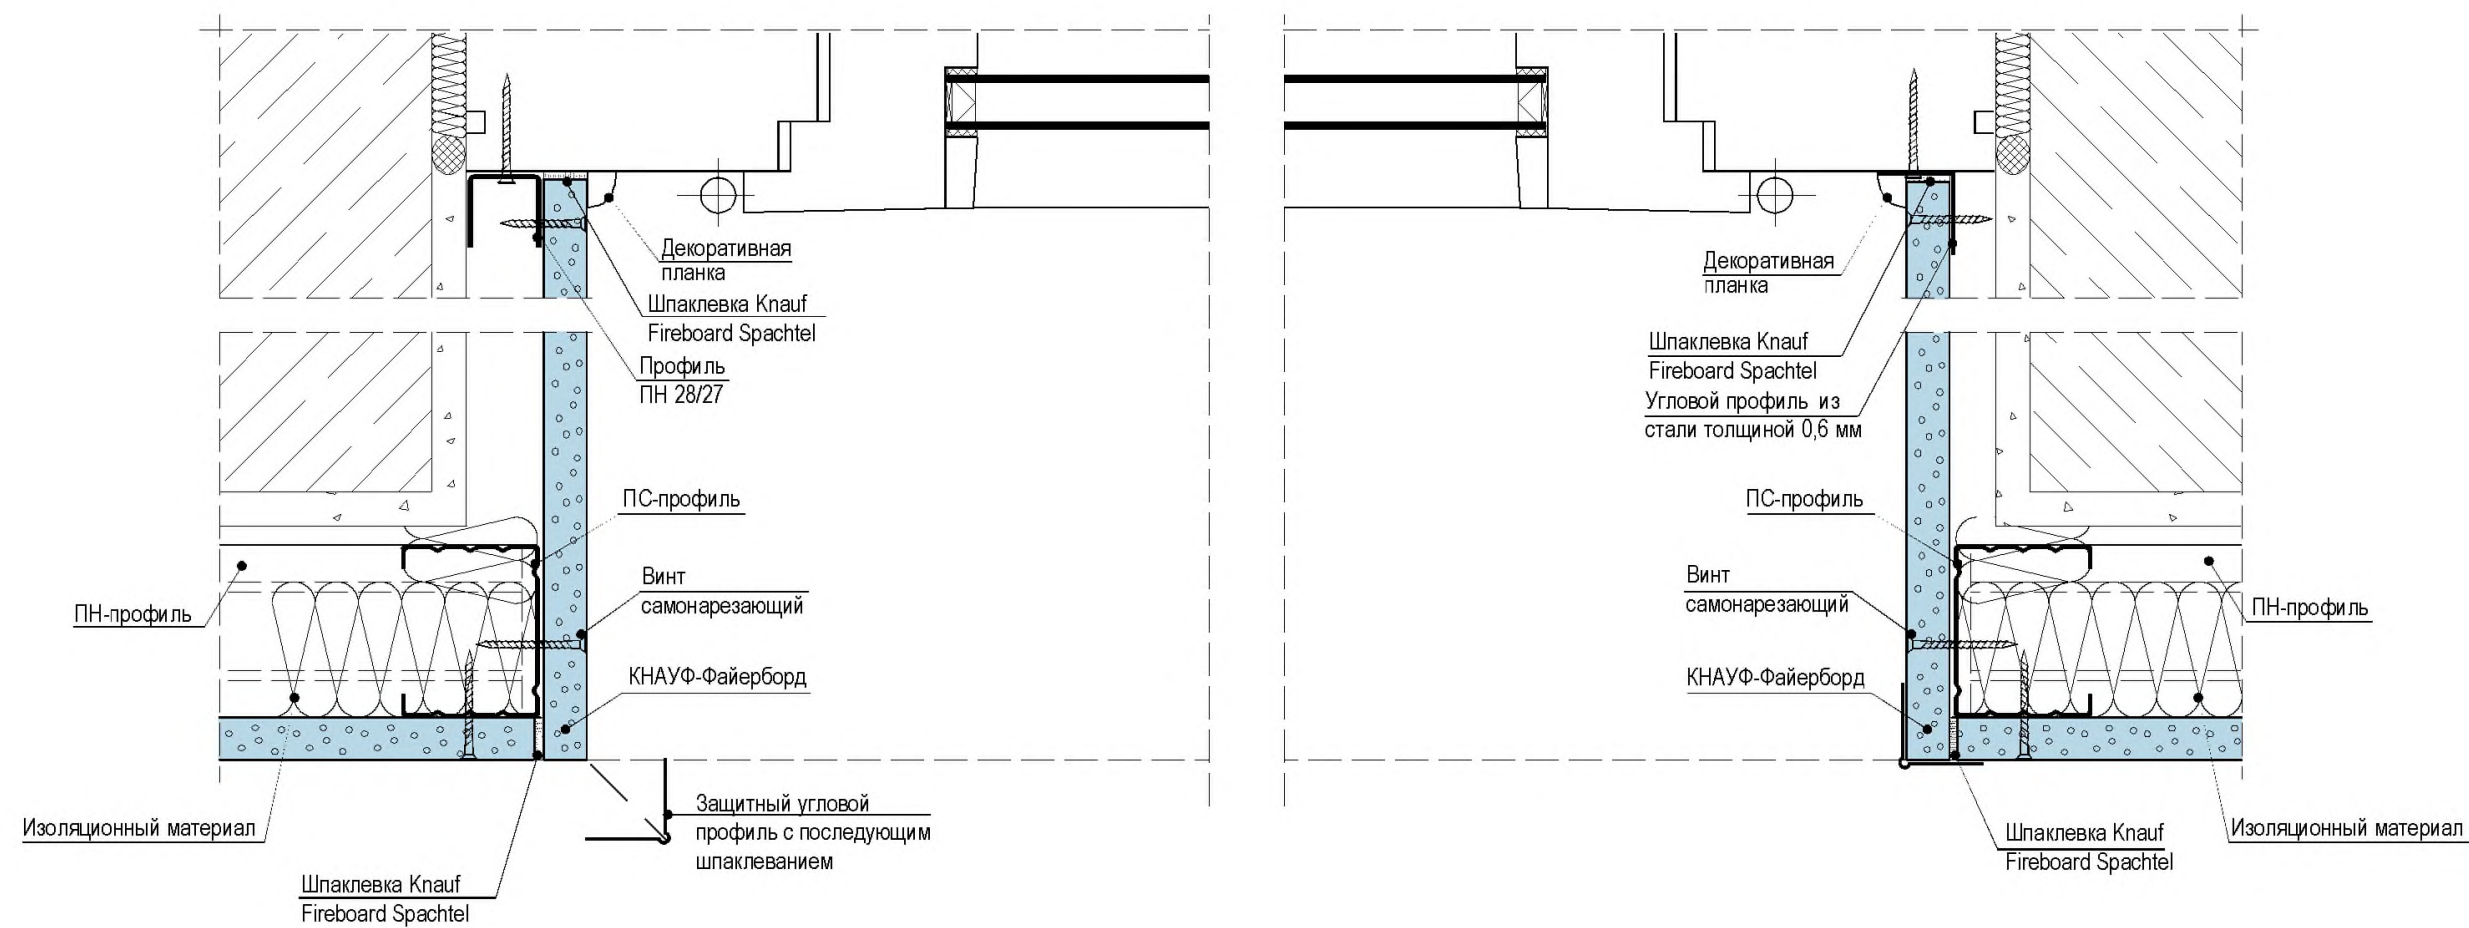 Декоративная
планка
Шпаклевка Knauf
Fireboard Spachtel
Профиль
ПН 28/27
ПС-профиль
Винт
самонарезающий
ПН-профиль
КНАУФ-Файерборд
Защитный угловой
профиль с последующим
шпаклеванием
Изоляционный материал
Шпаклевка Knauf
Fireboard Spachtel
Декоративная
планка
Шпаклевка Knauf
Fireboard Spachtel
Угловой профиль из
стали толщиной 0,6 мм
ПС-профиль
Винт
самонарезающий
ПН-профиль
КНАУФ-Файерборд
Шпаклевка Knauf
Fireboard Spachtel
Изоляционный материал